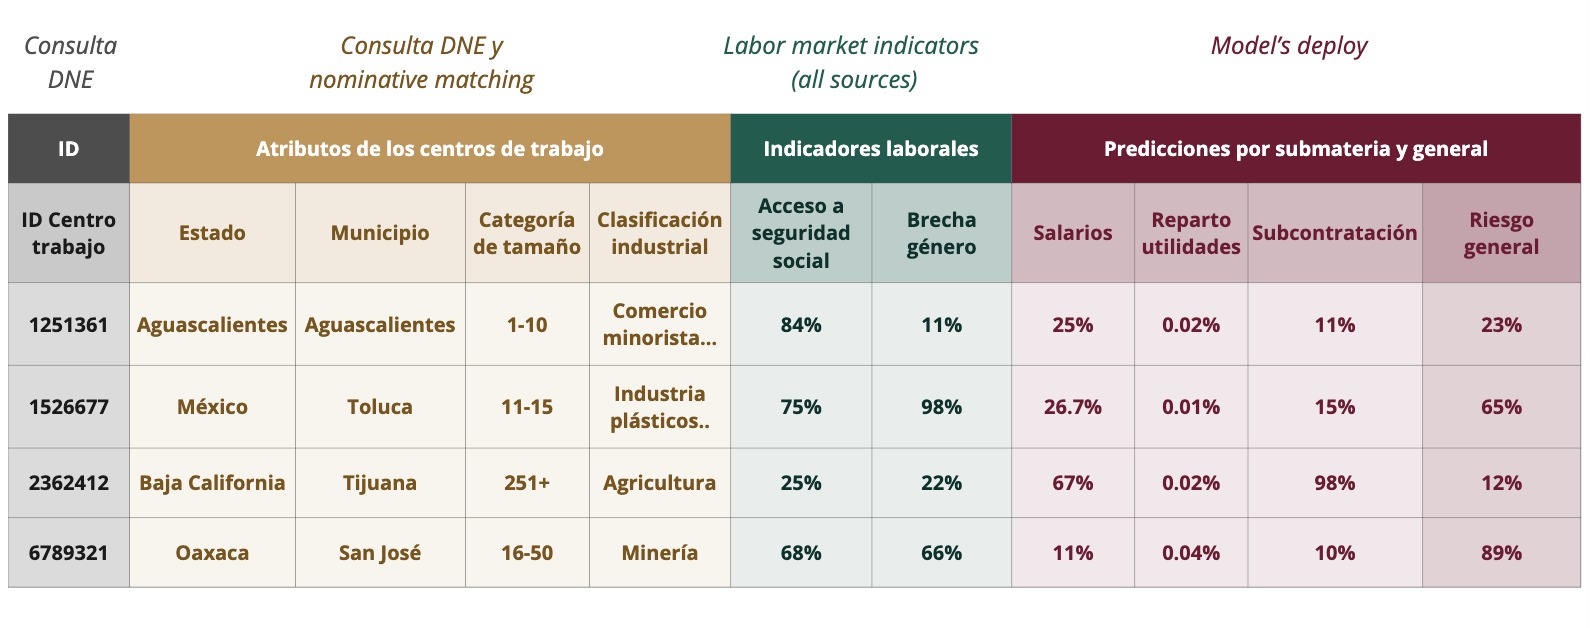 Consulta
DNE
Consulta DNE y
nominative matching
Labor market indicators
(all sources)
Model’s deploy
ID
Atributos de los centros de trabajo
Indicadores laborales
Predicciones por submateria y general
ID Centro
trabajo
Estado
Municipio
Categoría
de tamaño
Clasificación
industrial
Acceso a
seguridad
social
Brecha
género
Salarios
Reparto
utilidades
Subcontratación
Riesgo
general
1251361
Aguascalientes
Aguascalientes
1-10
Comercio
minorista...
84%
11%
25%
0.02%
11%
23%
1526677
México
Toluca
11-15
Industria
plásticos..
75%
98%
26.7%
0.01%
15%
65%
2362412
Baja California
Tijuana
251+
Agricultura
25%
22%
67%
0.02%
98%
12%
6789321
Oaxaca
San José
16-50
Minería
68%
66%
11%
0.04%
10%
89%